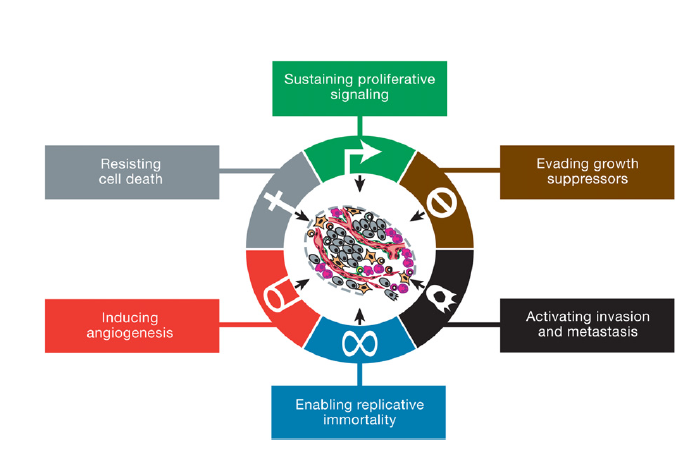 Sustaining proliferative
signaling
Resisting
cell death
Evading growth
suppressors
Inducing
angiogenesis
Activating invasion
and metastasis
Enabling replicative
immortality